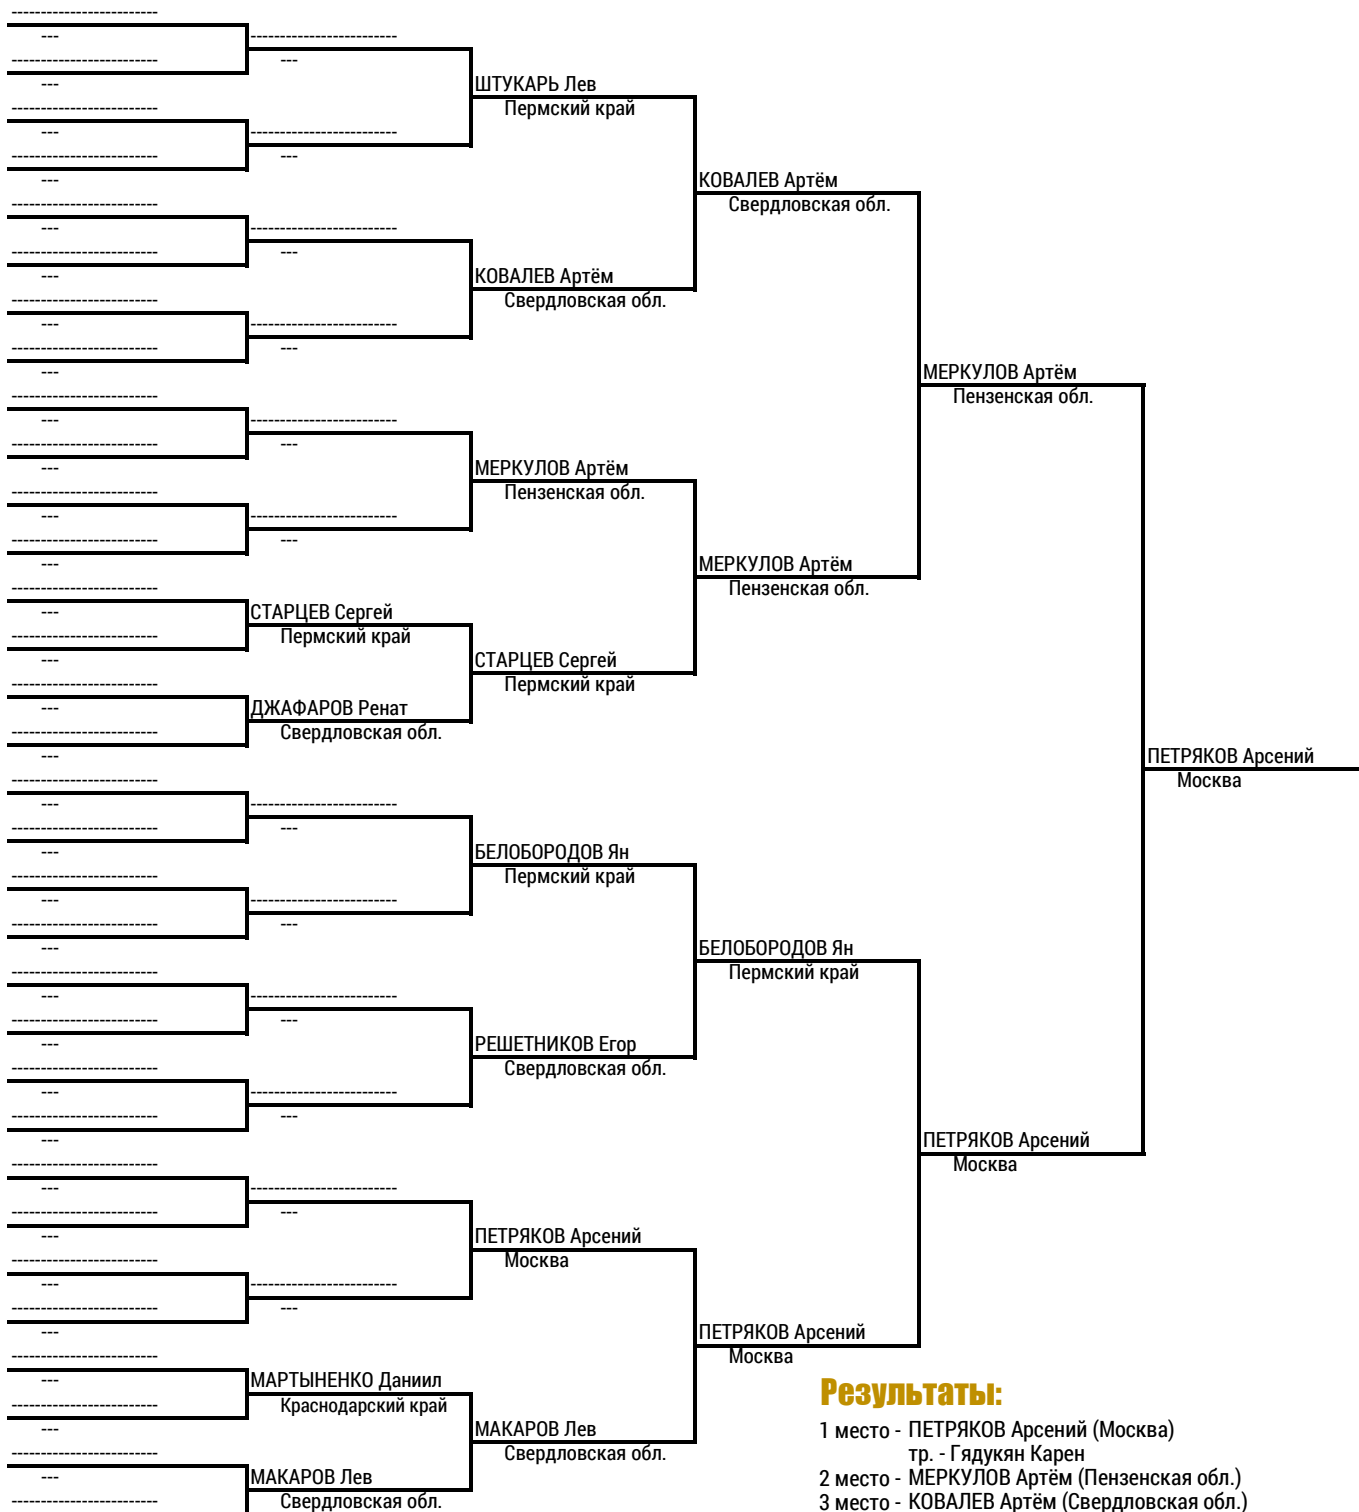 ШТУКАРЬ Лев
Пермский край
КОВАЛЕВ Артём
Свердловская обл.
КОВАЛЕВ Артём
Свердловская обл.
МЕРКУЛОВ Артём
Пензенская обл.
МЕРКУЛОВ Артём
Пензенская обл.
МЕРКУЛОВ Артём
Пензенская обл.
СТАРЦЕВ Сергей
Пермский край
СТАРЦЕВ Сергей
Пермский край
ДЖАФАРОВ Ренат
Свердловская обл.
ПЕТРЯКОВ Арсений
Москва
БЕЛОБОРОДОВ Ян
Пермский край
БЕЛОБОРОДОВ Ян
Пермский край
РЕШЕТНИКОВ Егор
Свердловская обл.
ПЕТРЯКОВ Арсений
Москва
ПЕТРЯКОВ Арсений
Москва
ПЕТРЯКОВ Арсений
Москва
МАРТЫНЕНКО Даниил
Краснодарский край
МАКАРОВ Лев
Свердловская обл.
МАКАРОВ Лев
Свердловская обл.
Результаты:
1 место - ПЕТРЯКОВ Арсений (Москва)
тр. - Гядукян Карен
2 место - МЕРКУЛОВ Артём (Пензенская обл.)
3 место - КОВАЛЕВ Артём (Свердловская обл.)